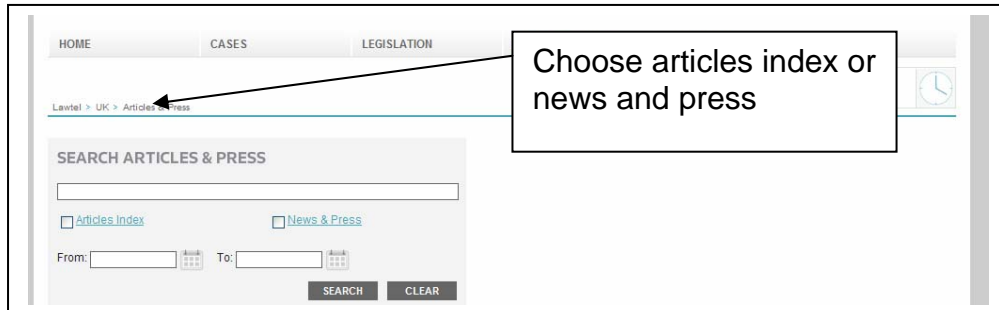 HOME CASES LEGISLATION
Choose articles index or
news and press
Lawtel > UK > Articles & Press
SEARCH ARTICLES & PRESS
Articles Index News & Press
From: To:
SEARCH CLEAR